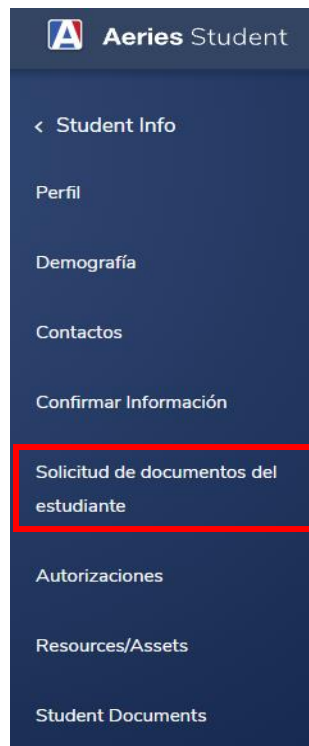 Aeries Student
< Student Info
Perfil
Demografía
Contactos
Confirmar Información
Solicitud de documentos del
estudiante
Autorizaciones
Resources/Assets
Student Documents